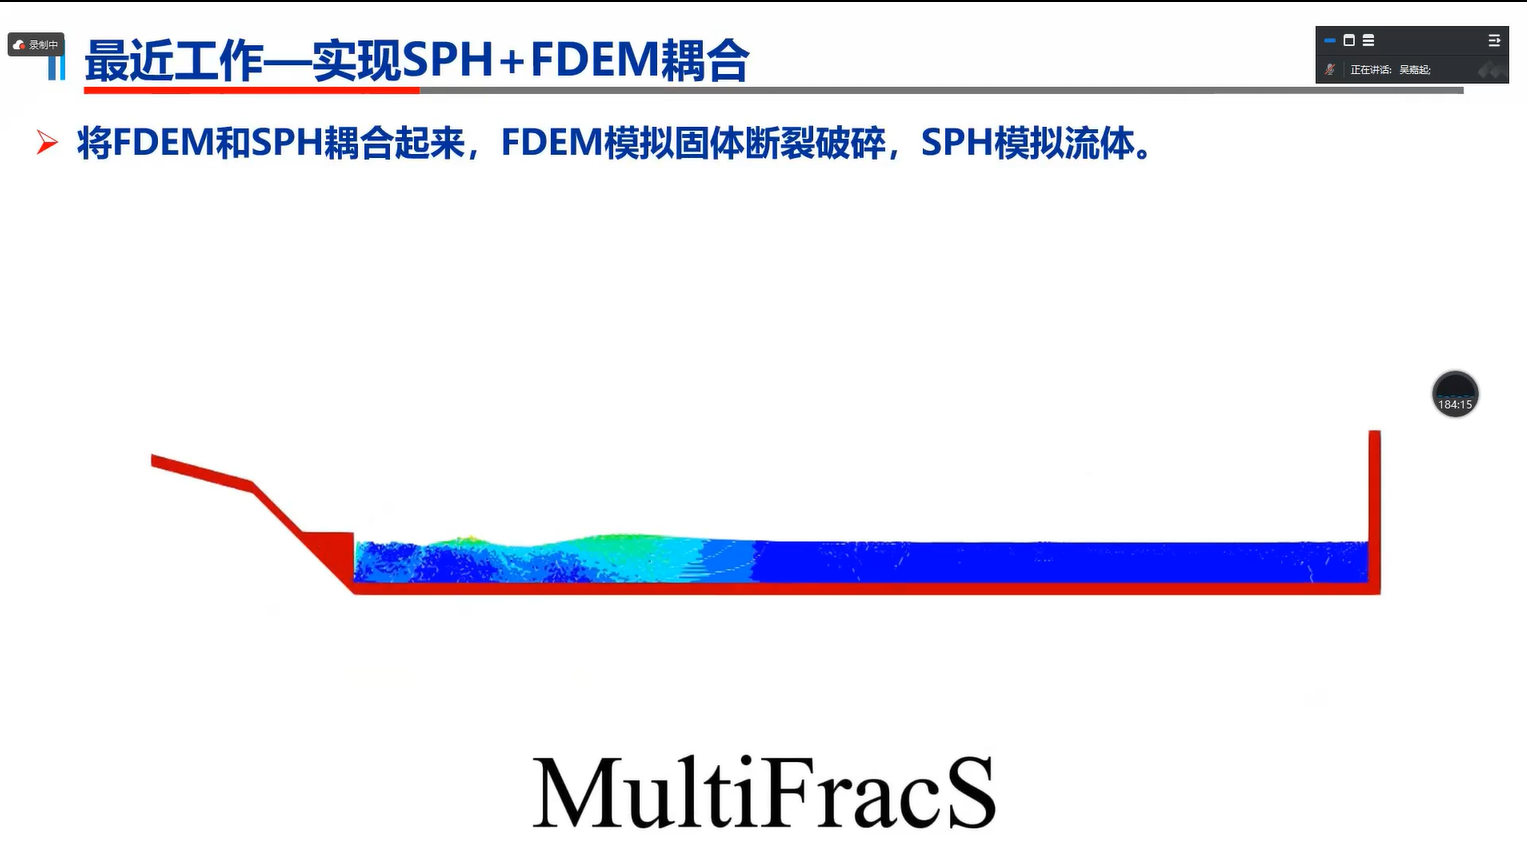 录制中
最近工作—实现SPH+FDEM耦合
正在讲话: 吴嘉起;
将FDEM和SPH耦合起来，FDEM模拟固体断裂破碎，SPH模拟流体。
184:15
MultiFracS